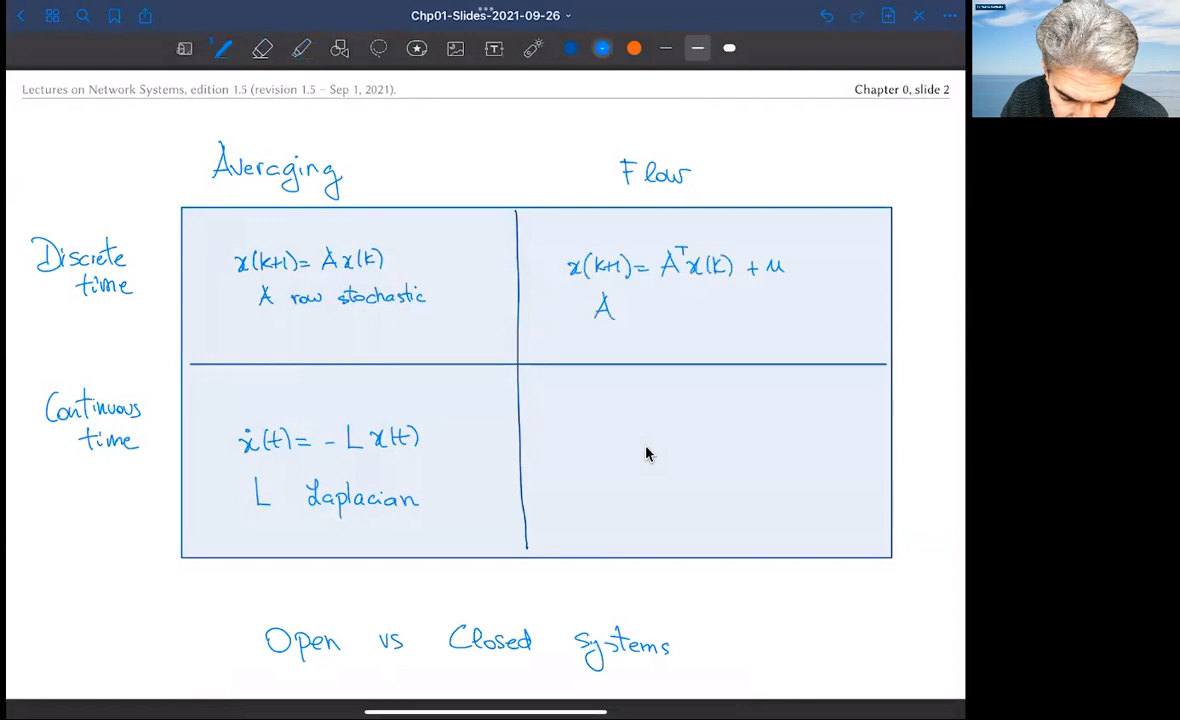 Chp01-Slides-2021-09-26
Lectures on Network Systems, edition 1.5 (revision 1.5 – Sep 1, 2021).
Chapter 0, slide 2
Averaging
Flow
Discrete
time
x(k+1)= A x(k)
A row stochastic
x(k+1)= Aᵀx(k) + u
A
Continuous
time
ẋ(t)= - L x(t)
L Laplacian
Open vs Closed systems